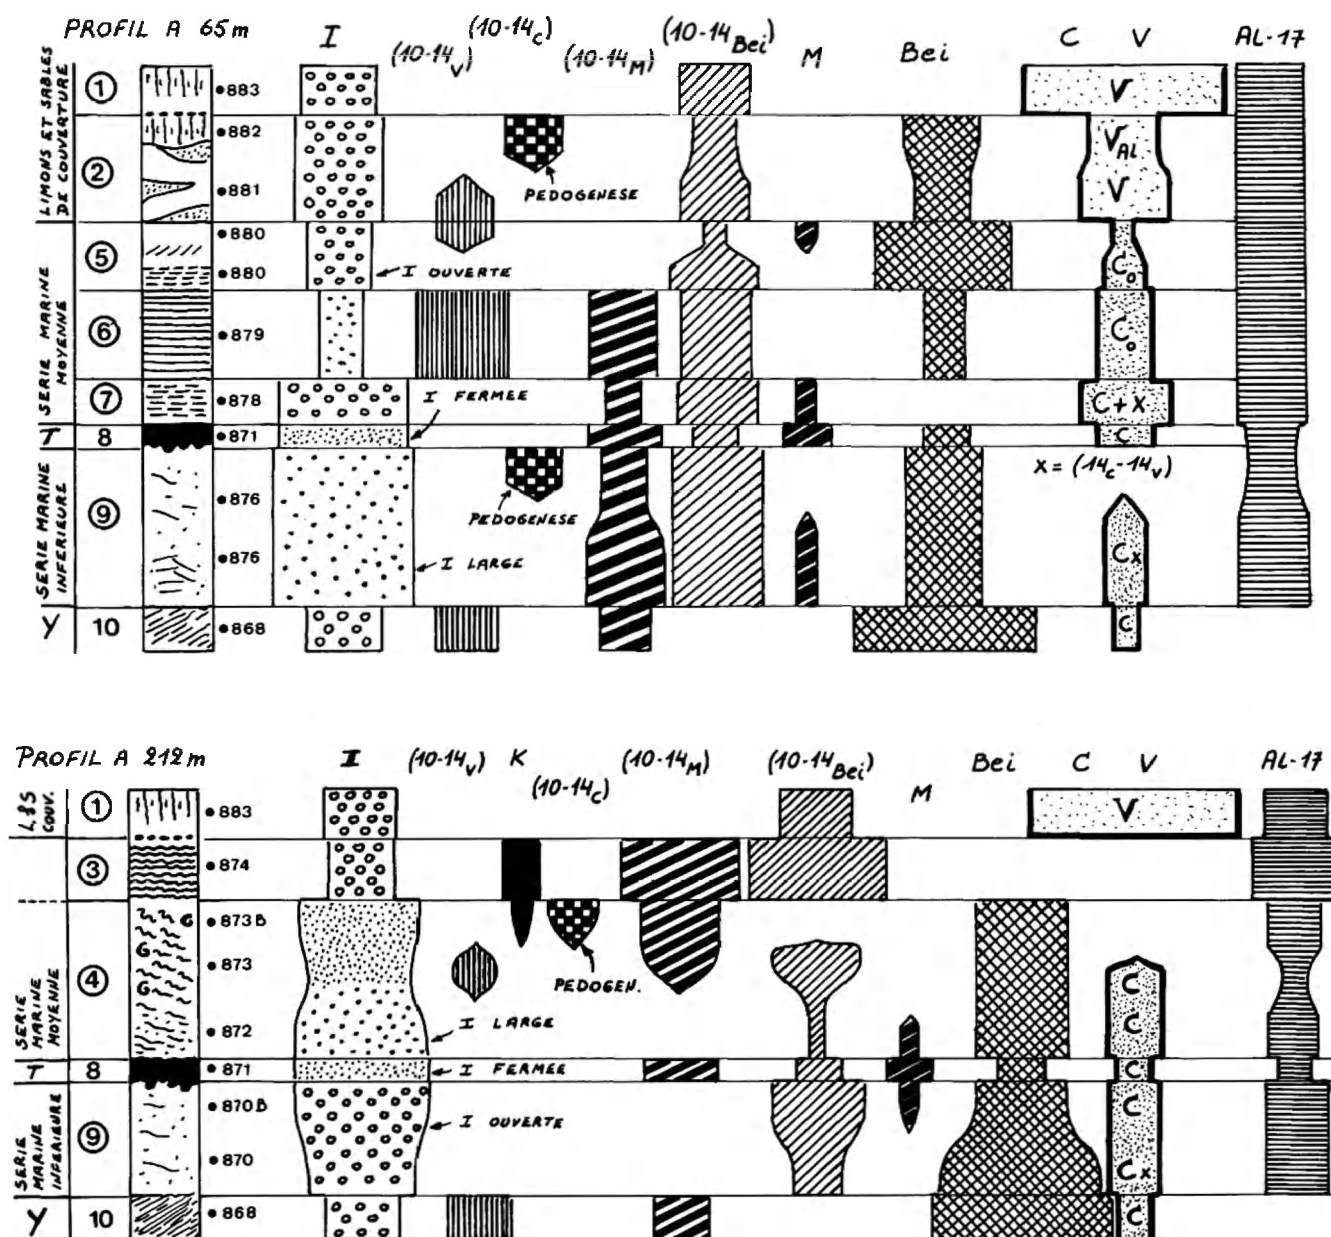 PROFIL A 65m
I
(10-14v)
(10-14c)
(10-14M)
(10-14Bei)
M
Bei
C V
AL-17
LIMONS ET SABLES
DE COUVERTURE
①
883
V
②
882
881
PEDOGENESE
VAL
V
SERIE MARINE
MOYENNE
⑤
880
880
I OUVERTE
Co
⑥
879
Co
⑦
878
I FERMEE
C+X
T
8
871
C
X = (14c-14v)
SERIE MARINE
INFERIEURE
⑨
876
876
PEDOGENESE
I LARGE
Cx
Y
10
868
C
PROFIL A 212m
I
(10-14v)
K
(10-14c)
(10-14M)
(10-14Bei)
M
Bei
C V
AL-17
L & S
COUV.
①
883
V
③
874
SERIE
MARINE
MOYENNE
④
G
G
G
873B
873
872
PEDOGEN.
I LARGE
C
C
T
8
871
I FERMEE
C
SERIE
MARINE
INFERIEURE
⑨
870B
870
I OUVERTE
C
Cx
Y
10
868
C